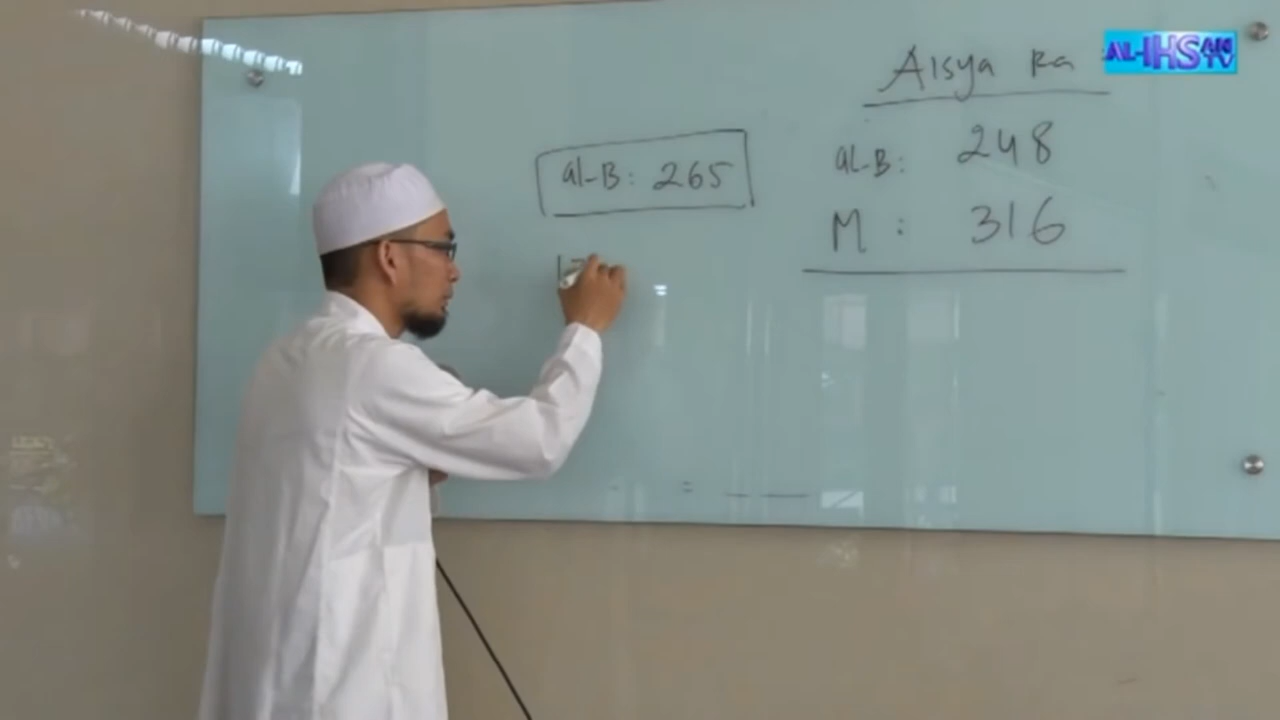 AL-IHSAN TV
Aisya Ra
al-B: 248
M : 316
al-B: 265